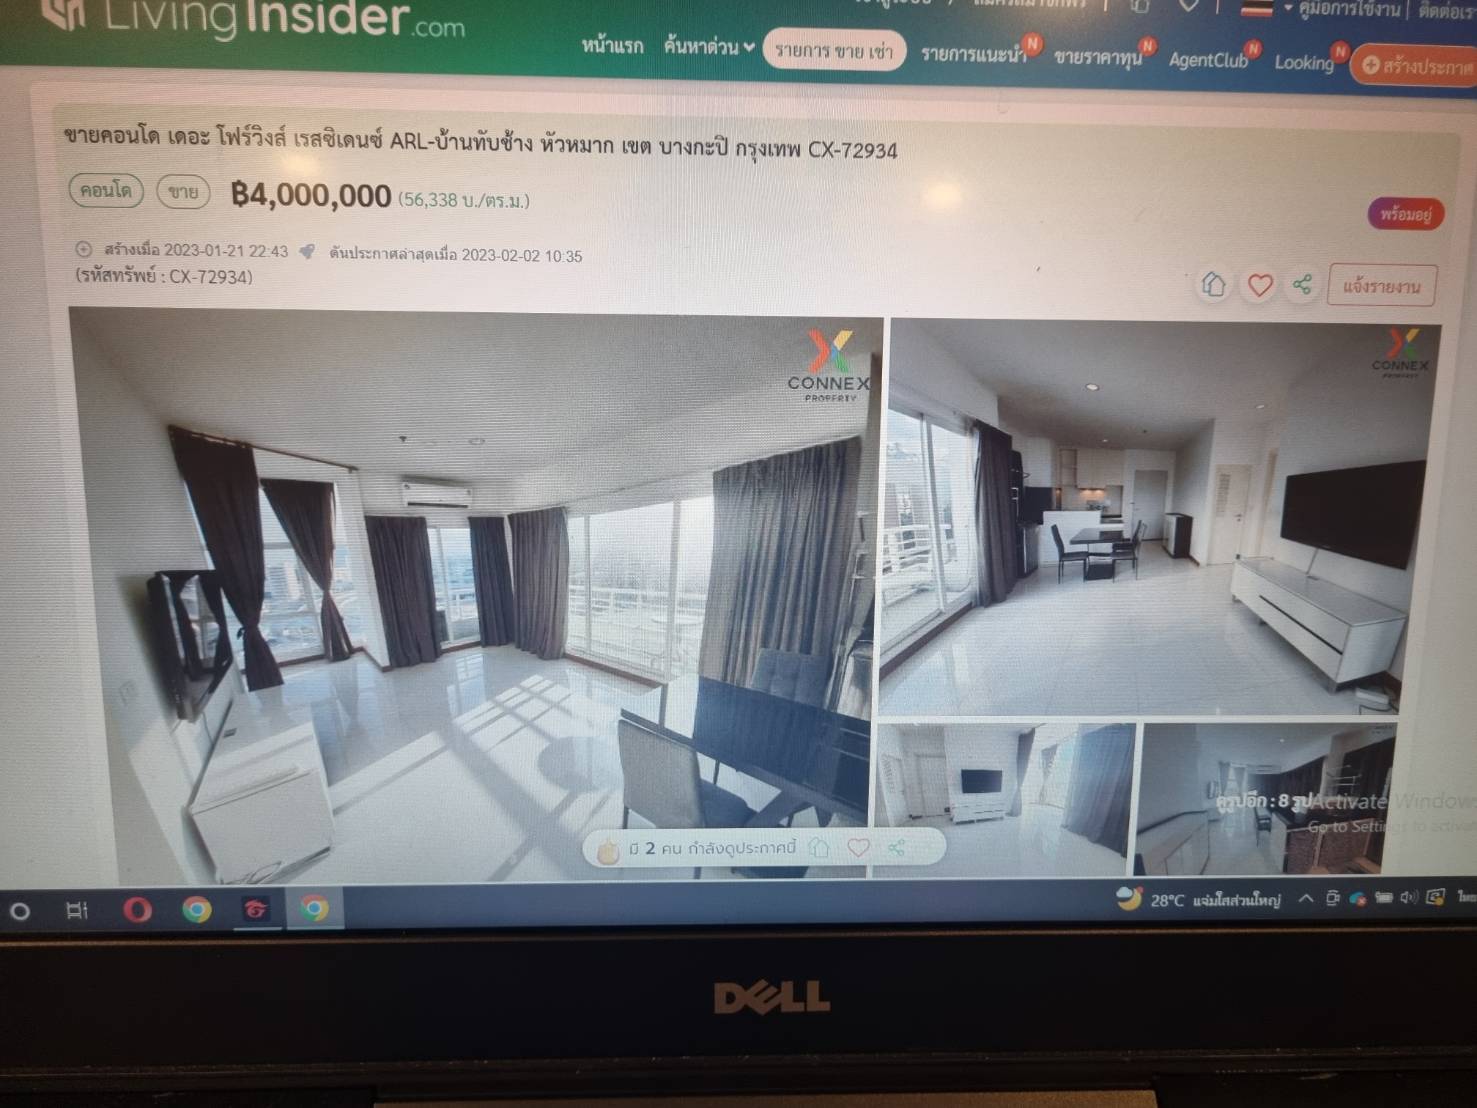 LivingInsider.com
คู่มือการใช้งาน
หน้าแรก ค้นหาด่วน รายการ ขาย เช่า รายการแนะนำ N ขายราคาทุน N AgentClub N Looking N สร้างประกาศ
ขายคอนโด เดอะ โฟร์วิงส์ เรสซิเดนซ์ ARL-บ้านทับช้าง หัวหมาก เขต บางกะปิ กรุงเทพ CX-72934
คอนโด ขาย ฿4,000,000 (56,338 บ./ตร.ม.)
พร้อมอยู่
สร้างเมื่อ 2023-01-21 22:43 ดันประกาศล่าสุดเมื่อ 2023-02-02 10:35
(รหัสทรัพย์ : CX-72934)
แจ้งรายงาน
CONNEX
PROPERTY
CONNEX
PROPERTY
ดูรูปอีก : 8 รูป
Activate Windows
Go to Settings to activate
มี 2 คน กำลังดูประกาศนี้
28°C แจ่มใสส่วนใหญ่
DELL